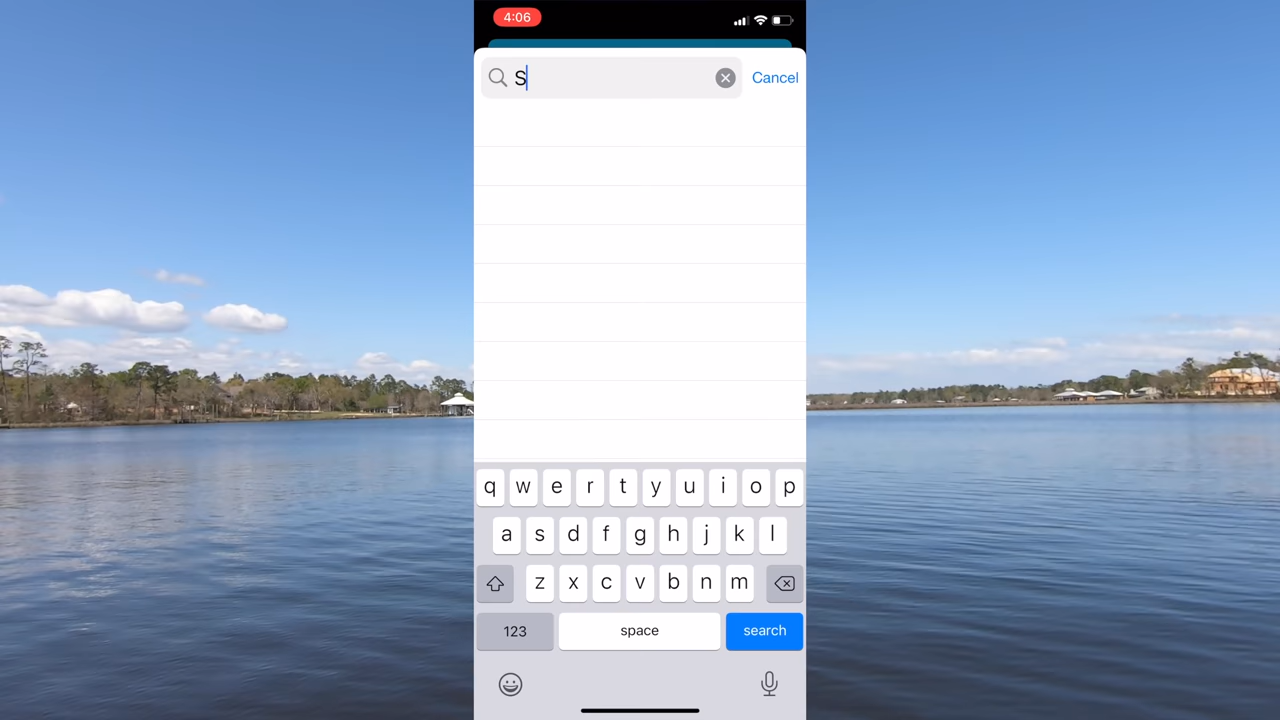 4:06
S
Cancel
q w e r t y u i o p
a s d f g h j k l
z x c v b n m
123 space search